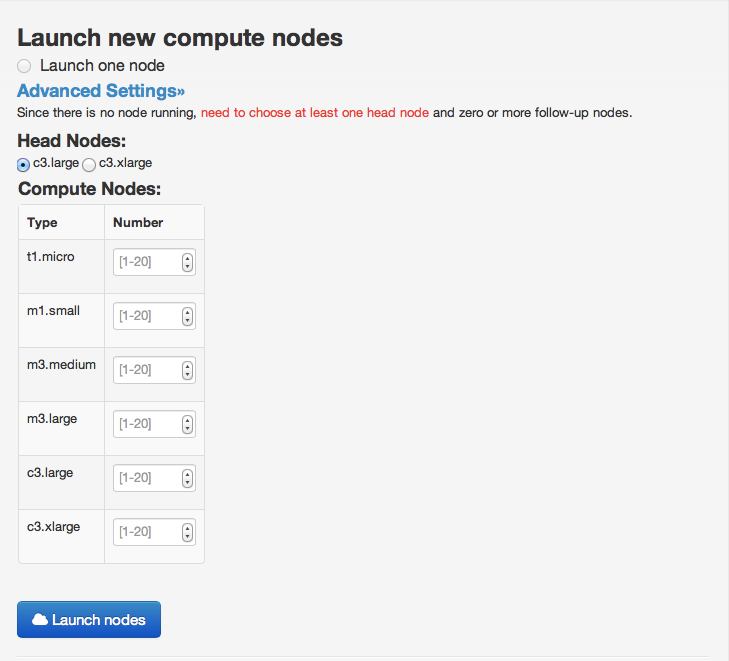 Launch new compute nodes
Launch one node
Advanced Settings»
Since there is no node running, need to choose at least one head node and zero or more follow-up nodes.
Head Nodes:
c3.large c3.xlarge
Compute Nodes:
Type Number
t1.micro [1-20]
m1.small [1-20]
m3.medium [1-20]
m3.large [1-20]
c3.large [1-20]
c3.xlarge [1-20]
Launch nodes